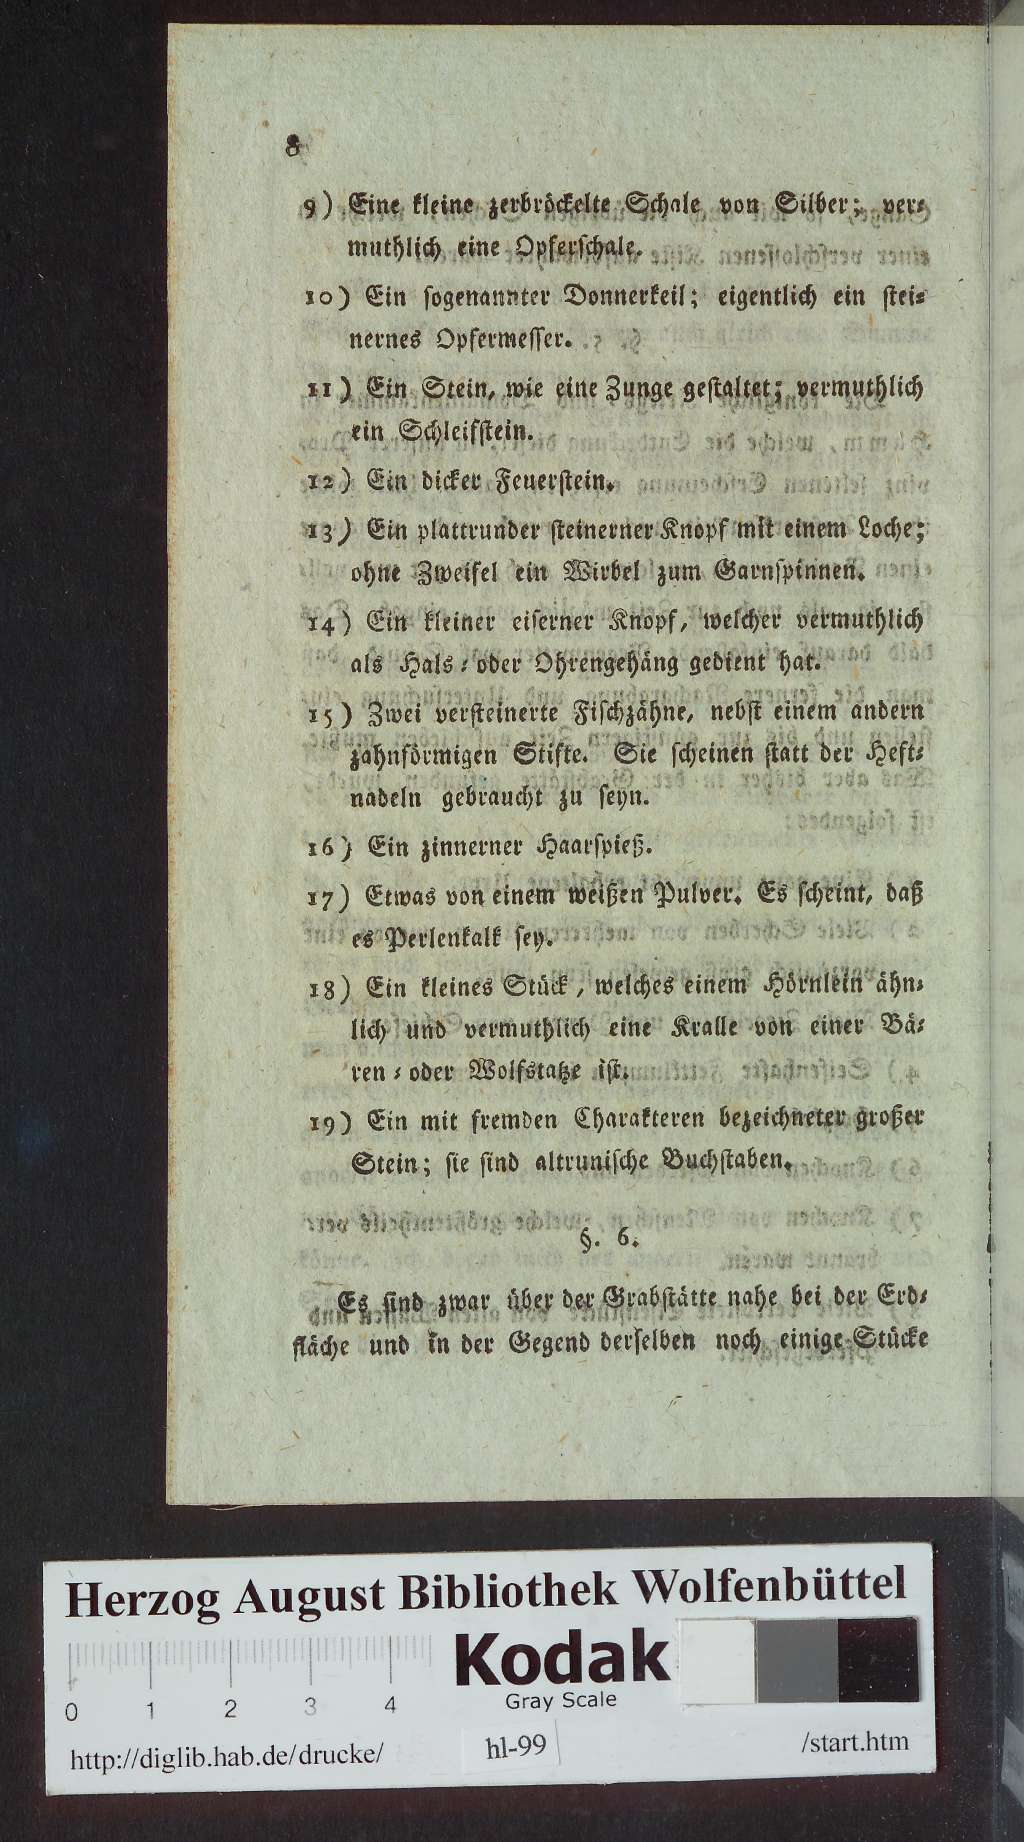 8
9) Eine kleine zerbröckelte Schale von Silber; ver-
muthlich eine Opferschale.
10) Ein sogenannter Donnerkeil; eigentlich ein stei-
nernes Opfermesser.
11) Ein Stein, wie eine Zunge gestaltet; vermuthlich
ein Schleifstein.
12) Ein dicker Feuerstein.
13) Ein plattrunder steinerner Knopf mit einem Loche;
ohne Zweifel ein Wirbel zum Garnspinnen.
14) Ein kleiner eiserner Knopf, welcher vermuthlich
als Hals- oder Ohrengehäng gedient hat.
15) Zwei versteinerte Fischzähne, nebst einem andern
zahnförmigen Stifte. Sie scheinen statt der Heft-
nadeln gebraucht zu seyn.
16) Ein zinnerner Haarspieß.
17) Etwas von einem weißen Pulver. Es scheint, daß
es Perlenkalk sey.
18) Ein kleines Stück, welches einem Hörnlein ähn-
lich und vermuthlich eine Kralle von einer Bä-
ren- oder Wolfstatze ist.
19) Ein mit fremden Charakteren bezeichneter großer
Stein; sie sind altrunische Buchstaben.
§. 6.
Es sind zwar über der Grabstätte nahe bei der Erd-
fläche und in der Gegend derselben noch einige Stücke
Herzog August Bibliothek Wolfenbüttel
Kodak
Gray Scale
0 1 2 3 4
http://diglib.hab.de/drucke/ hl-99 /start.htm